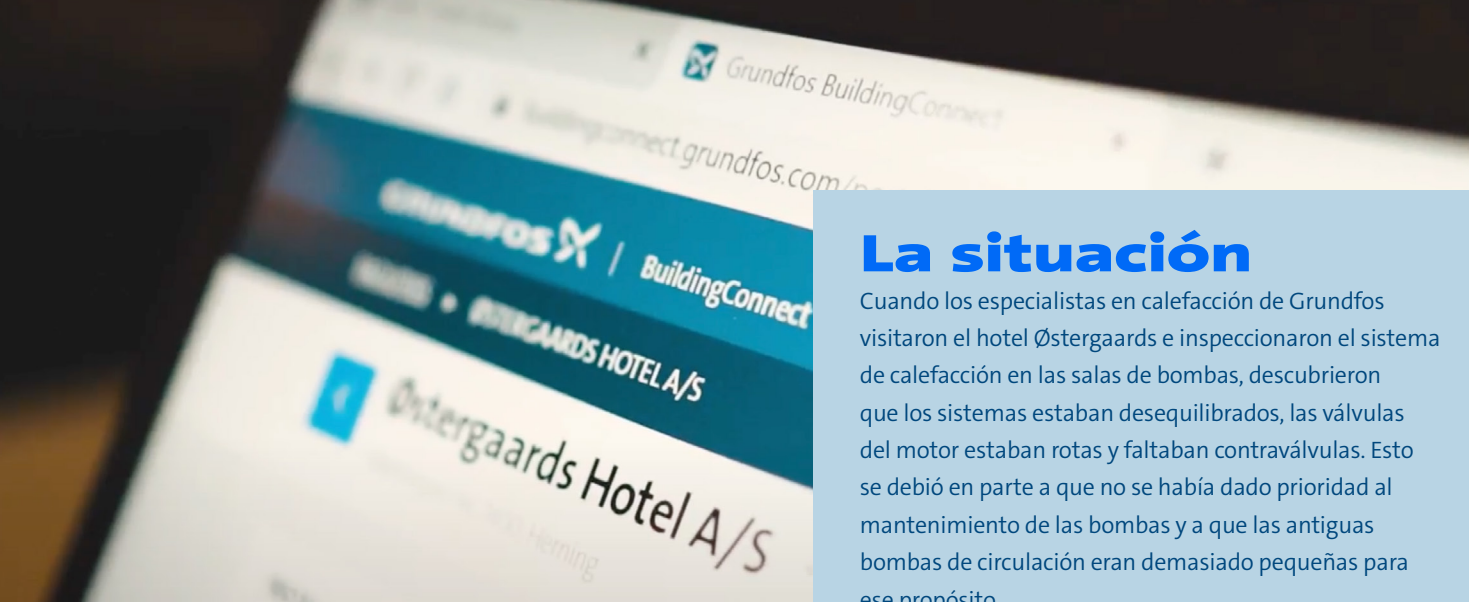 Grundfos BuildingConnect
buildingconnect.grundfos.com/
GRUNDFOS | BuildingConnect
ØSTERGAARDS HOTEL A/S
Østergaards Hotel A/S
Herning
La situación
Cuando los especialistas en calefacción de Grundfos
visitaron el hotel Østergaards e inspeccionaron el sistema
de calefacción en las salas de bombas, descubrieron
que los sistemas estaban desequilibrados, las válvulas
del motor estaban rotas y faltaban contraválvulas. Esto
se debió en parte a que no se había dado prioridad al
mantenimiento de las bombas y a que las antiguas
bombas de circulación eran demasiado pequeñas para
ese propósito.